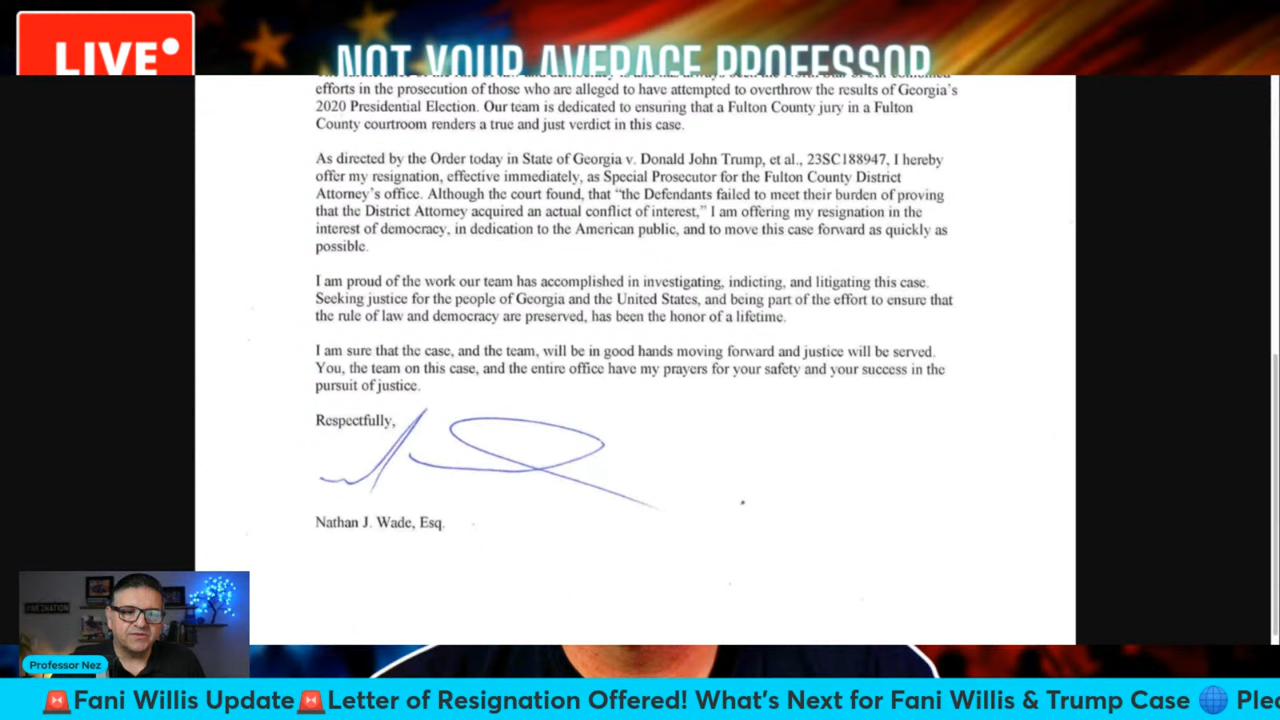 LIVE
NOT YOUR AVERAGE PROFESSOR
efforts in the prosecution of those who are alleged to have attempted to overthrow the results of Georgia's
2020 Presidential Election. Our team is dedicated to ensuring that a Fulton County jury in a Fulton
County courtroom renders a true and just verdict in this case.
As directed by the Order today in State of Georgia v. Donald John Trump, et al., 23SC188947, I hereby
offer my resignation, effective immediately, as Special Prosecutor for the Fulton County District
Attorney's office. Although the court found, that “the Defendants failed to meet their burden of proving
that the District Attorney acquired an actual conflict of interest,” I am offering my resignation in the
interest of democracy, in dedication to the American public, and to move this case forward as quickly as
possible.
I am proud of the work our team has accomplished in investigating, indicting, and litigating this case.
Seeking justice for the people of Georgia and the United States, and being part of the effort to ensure that
the rule of law and democracy are preserved, has been the honor of a lifetime.
I am sure that the case, and the team, will be in good hands moving forward and justice will be served.
You, the team on this case, and the entire office have my prayers for your safety and your success in the
pursuit of justice.
Respectfully,
Nathan J. Wade, Esq.
Professor Nez
Fani Willis Update Letter of Resignation Offered! What's Next for Fani Willis & Trump Case